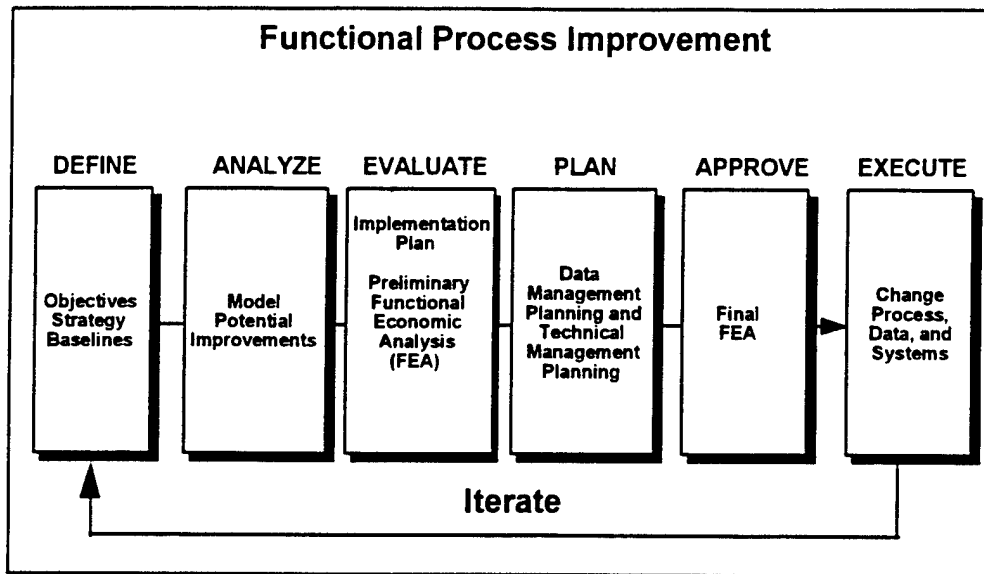 Functional Process Improvement
DEFINE
ANALYZE
EVALUATE
PLAN
APPROVE
EXECUTE
Objectives
Strategy
Baselines
Model
Potential
Improvements
Implementation
Plan
Preliminary
Functional
Economic
Analysis
(FEA)
Data
Management
Planning and
Technical
Management
Planning
Final
FEA
Change
Process,
Data, and
Systems
Iterate